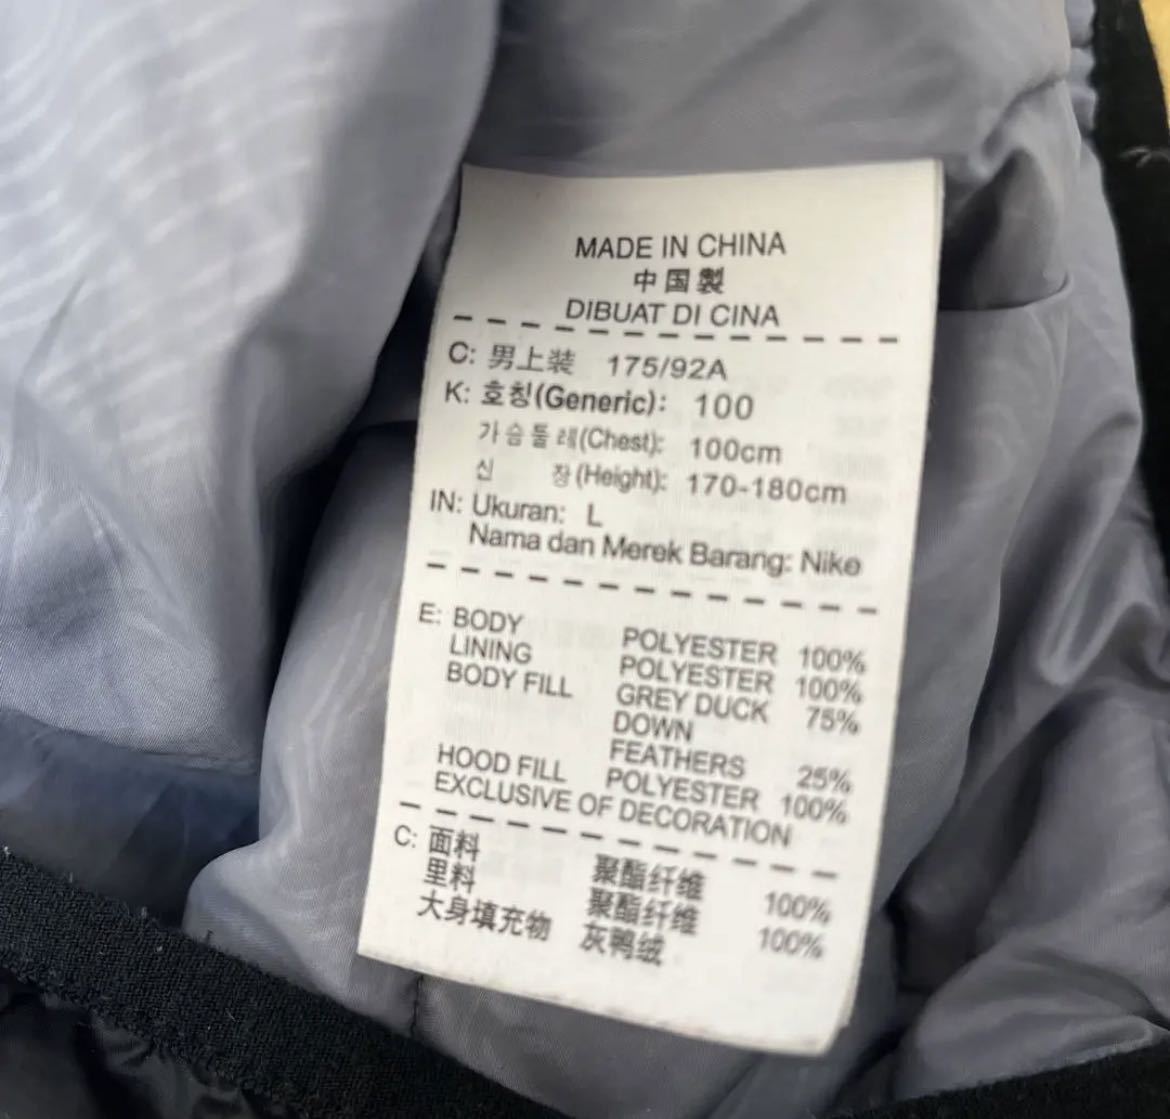 MADE IN CHINA
中国製
DIBUAT DI CINA
C: 男上装 175/92A
K: 호칭(Generic): 100
가슴둘레(Chest): 100cm
신 장(Height): 170-180cm
IN: Ukuran: L
Nama dan Merek Barang: Nike
E: BODY POLYESTER 100%
LINING POLYESTER 100%
BODY FILL GREY DUCK 75%
DOWN
FEATHERS 25%
HOOD FILL POLYESTER 100%
EXCLUSIVE OF DECORATION
C: 面料 聚酯纤维 100%
里料 聚酯纤维 100%
大身填充物 灰鸭绒